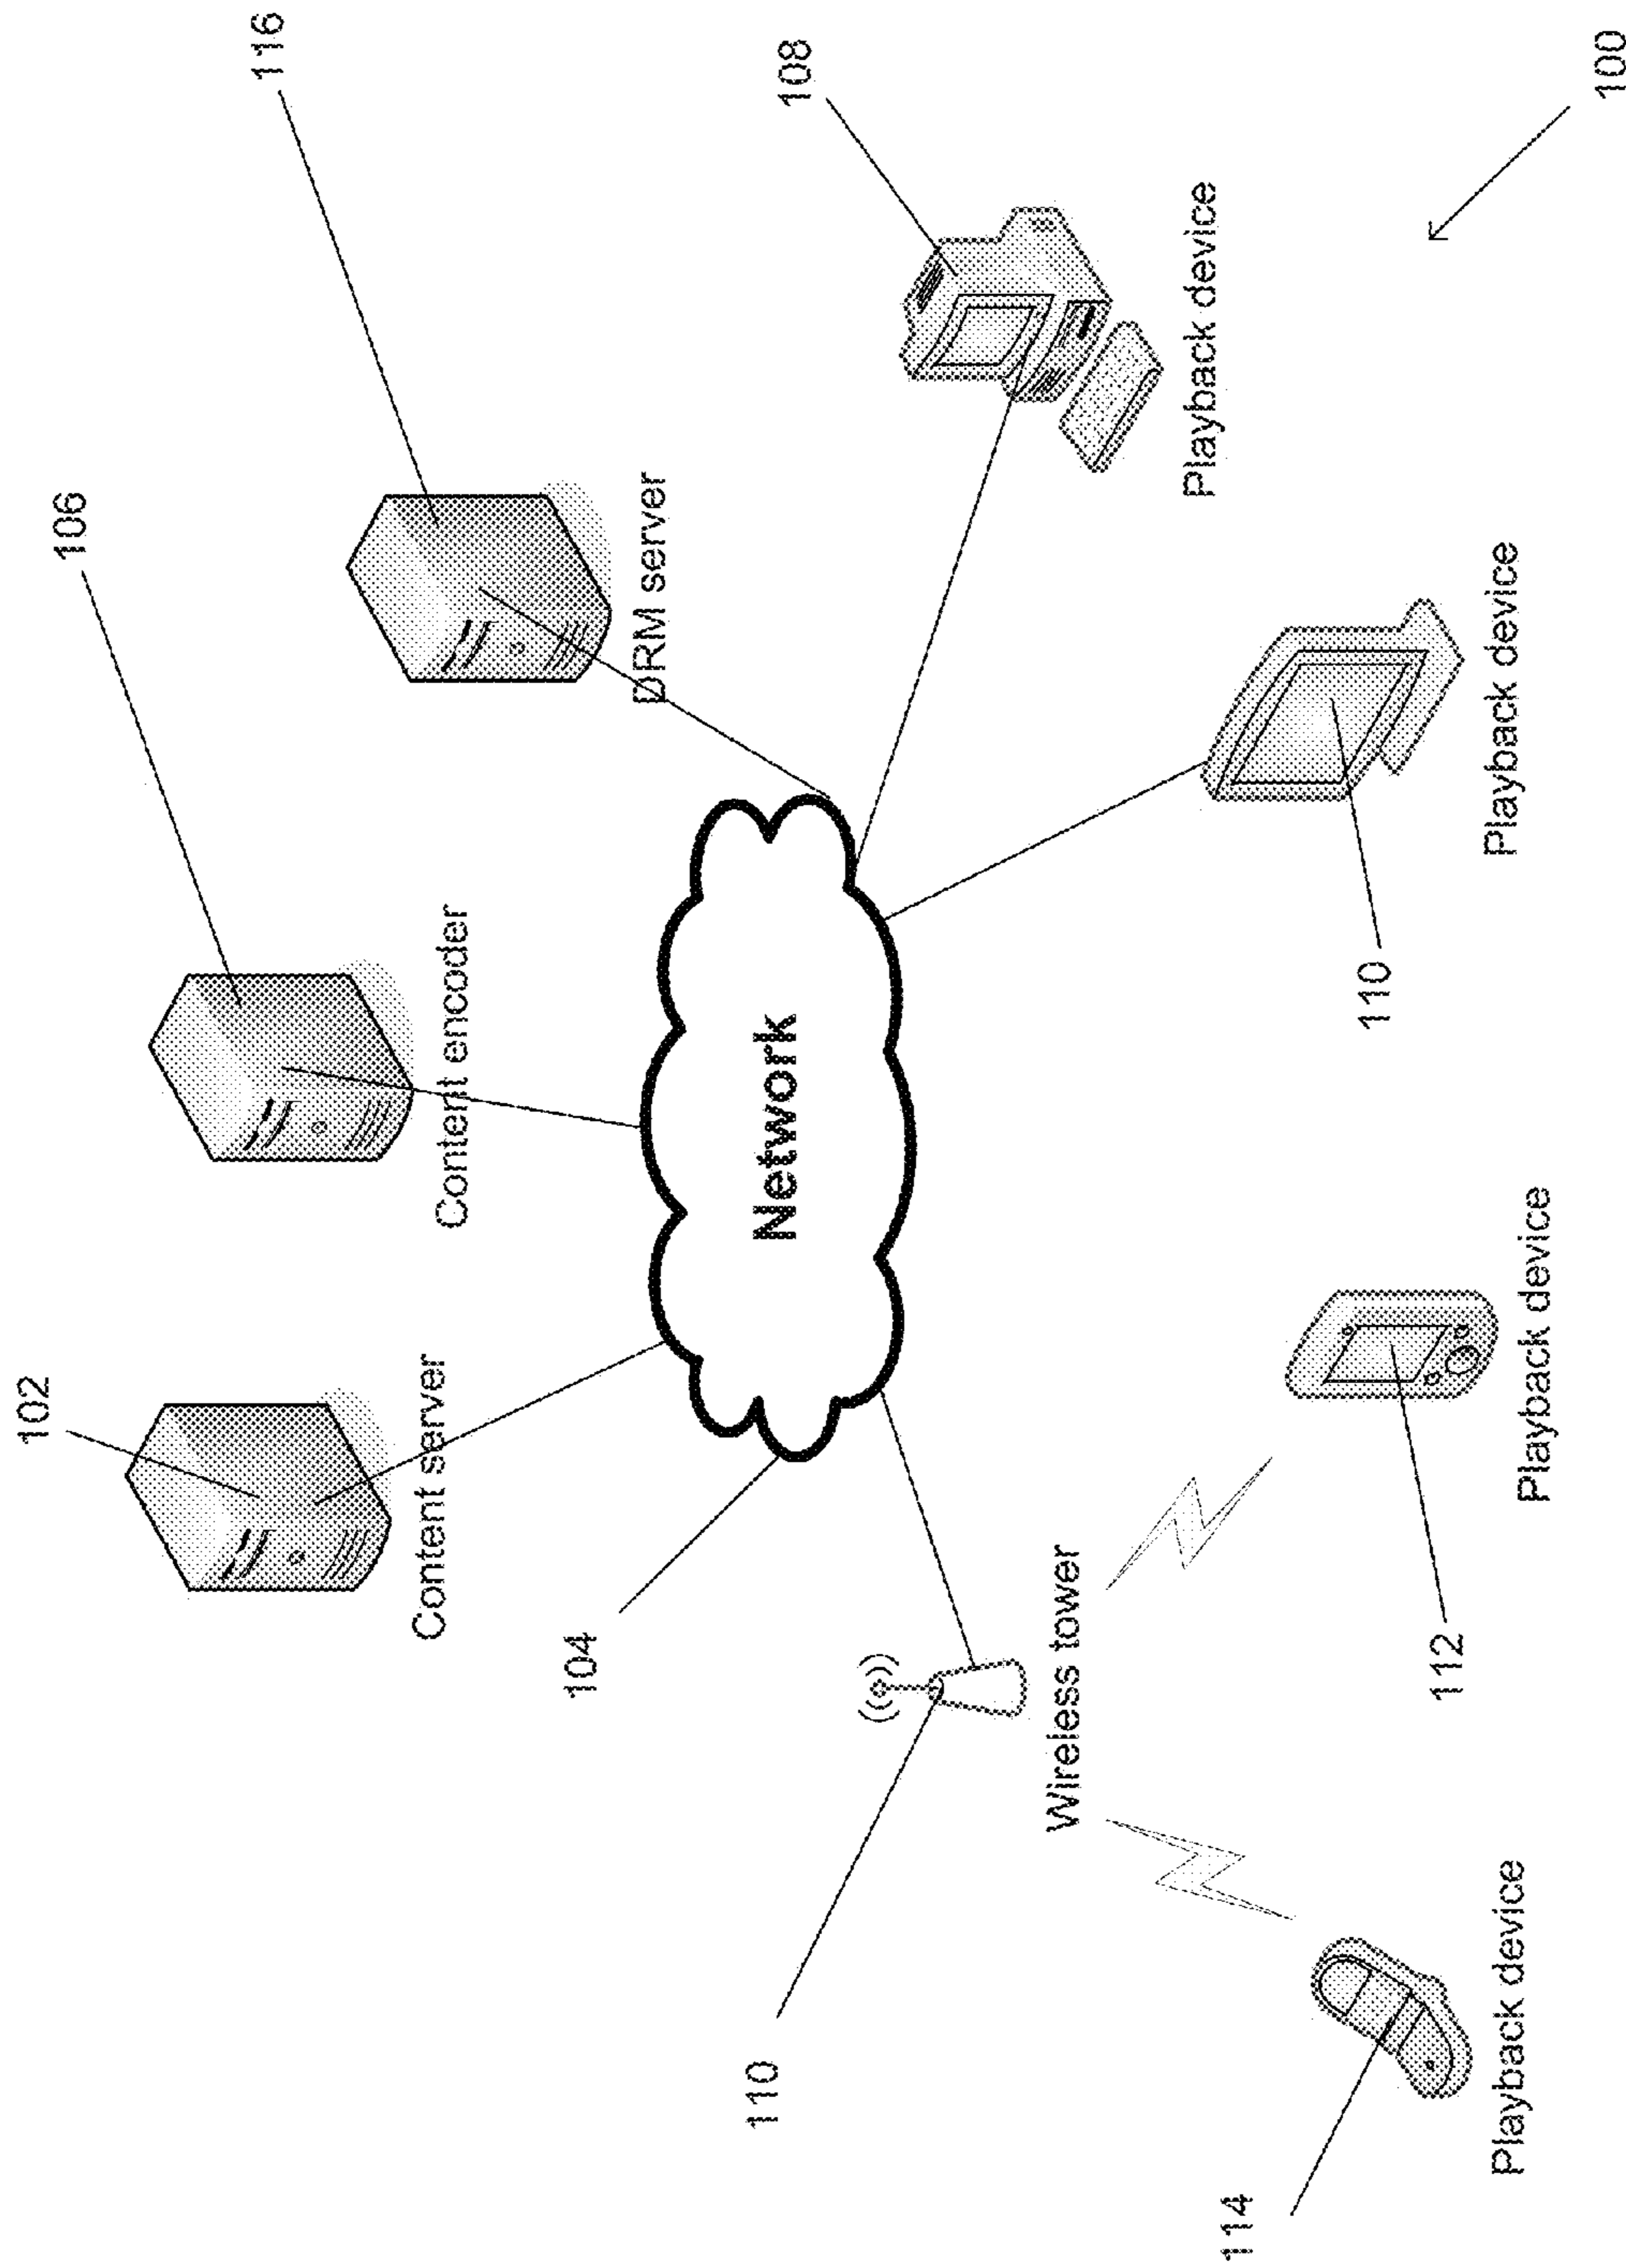 102
106
116
Content server
Content encoder
DRM server
104
Network
108
110
Wireless tower
Playback device
110
Playback device
112
Playback device
114
Playback device
100